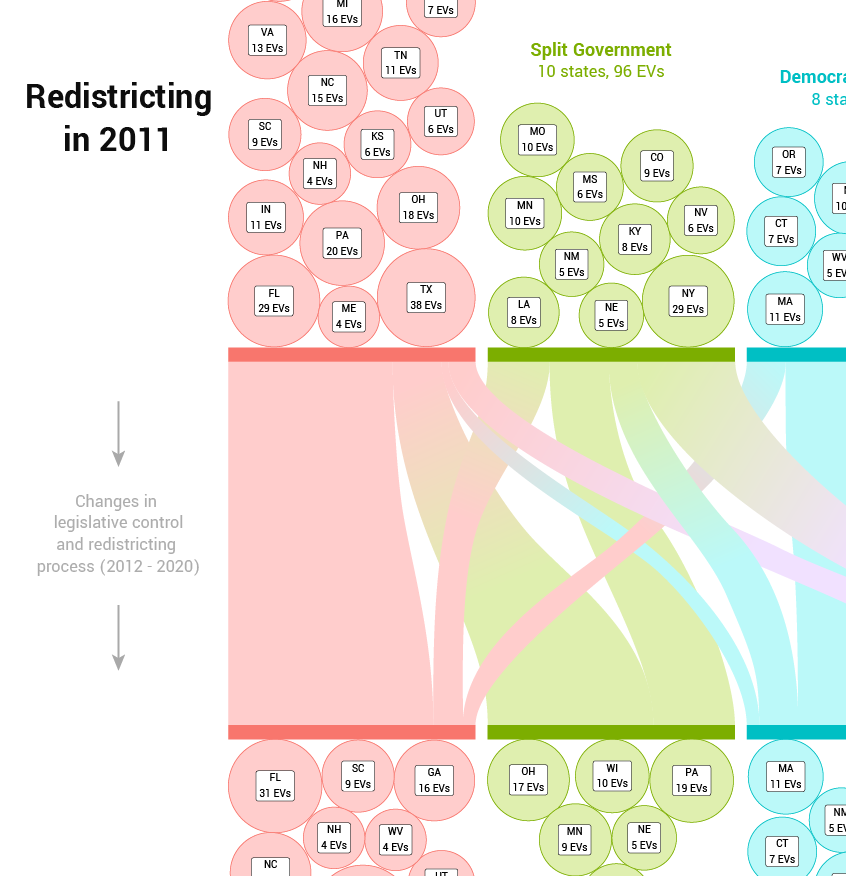 MI
16 EVs
7 EVs
VA
13 EVs
TN
11 EVs
NC
15 EVs
UT
6 EVs
SC
9 EVs
KS
6 EVs
NH
4 EVs
OH
18 EVs
IN
11 EVs
PA
20 EVs
FL
29 EVs
ME
4 EVs
TX
38 EVs
Redistricting
in 2011
Split Government
10 states, 96 EVs
MO
10 EVs
CO
9 EVs
MS
6 EVs
MN
10 EVs
NV
6 EVs
KY
8 EVs
NM
5 EVs
LA
8 EVs
NE
5 EVs
NY
29 EVs
Democra
8 sta
OR
7 EVs
10
CT
7 EVs
WV
5 EV
MA
11 EVs
Changes in
legislative control
and redistricting
process (2012 - 2020)
FL
31 EVs
SC
9 EVs
GA
16 EVs
NH
4 EVs
WV
4 EVs
NC
UT
OH
17 EVs
WI
10 EVs
PA
19 EVs
MN
9 EVs
NE
5 EVs
MA
11 EVs
NM
5 EV
CT
7 EVs